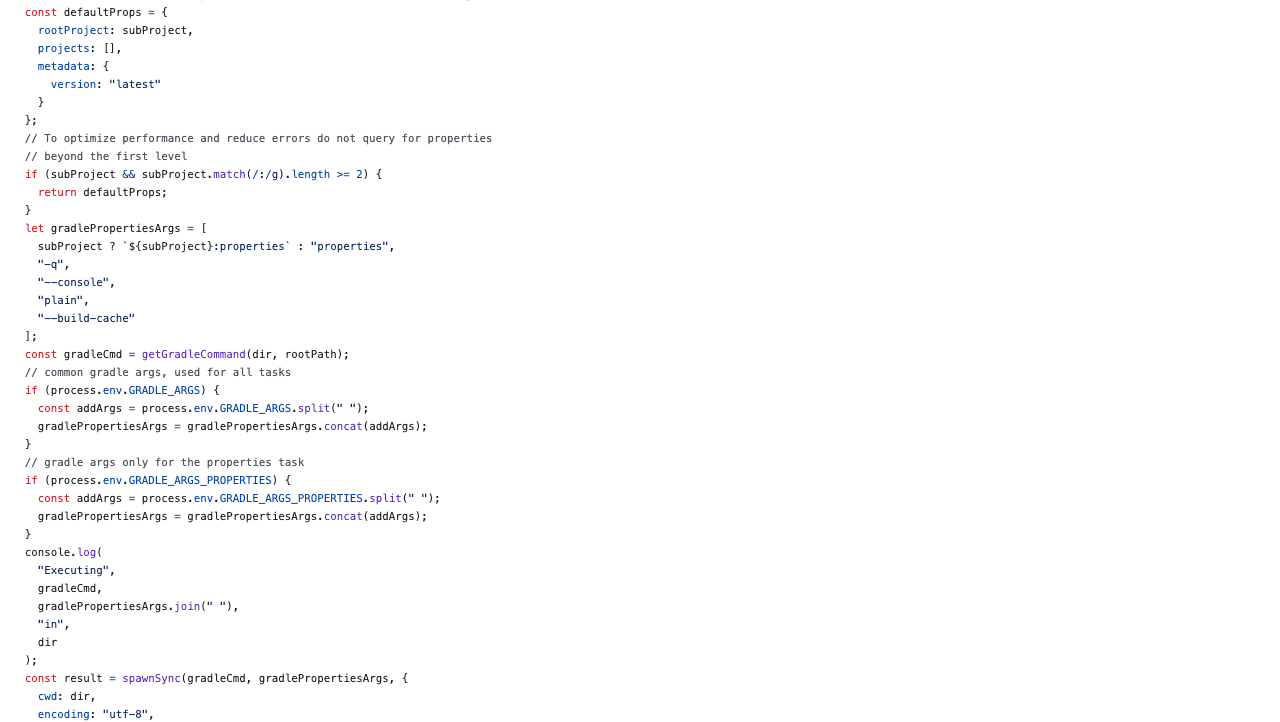 const defaultProps = {
rootProject: subProject,
projects: [],
metadata: {
version: "latest"
}
};
// To optimize performance and reduce errors do not query for properties
// beyond the first level
if (subProject && subProject.match(/:/g).length >= 2) {
return defaultProps;
}
let gradlePropertiesArgs = [
subProject ? `${subProject}:properties` : "properties",
"-q",
"--console",
"plain",
"--build-cache"
];
const gradleCmd = getGradleCommand(dir, rootPath);
// common gradle args, used for all tasks
if (process.env.GRADLE_ARGS) {
const addArgs = process.env.GRADLE_ARGS.split(" ");
gradlePropertiesArgs = gradlePropertiesArgs.concat(addArgs);
}
// gradle args only for the properties task
if (process.env.GRADLE_ARGS_PROPERTIES) {
const addArgs = process.env.GRADLE_ARGS_PROPERTIES.split(" ");
gradlePropertiesArgs = gradlePropertiesArgs.concat(addArgs);
}
console.log(
"Executing",
gradleCmd,
gradlePropertiesArgs.join(" "),
"in",
dir
);
const result = spawnSync(gradleCmd, gradlePropertiesArgs, {
cwd: dir,
encoding: "utf-8",